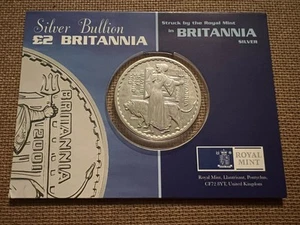 Silver Bullion
£2 BRITANNIA
Struck by the Royal Mint
in BRITANNIA
SILVER
BRITANNIA
ROYAL MINT
Royal Mint, Llantrisant, Pontyclun,
CF72 8YT, United Kingdom